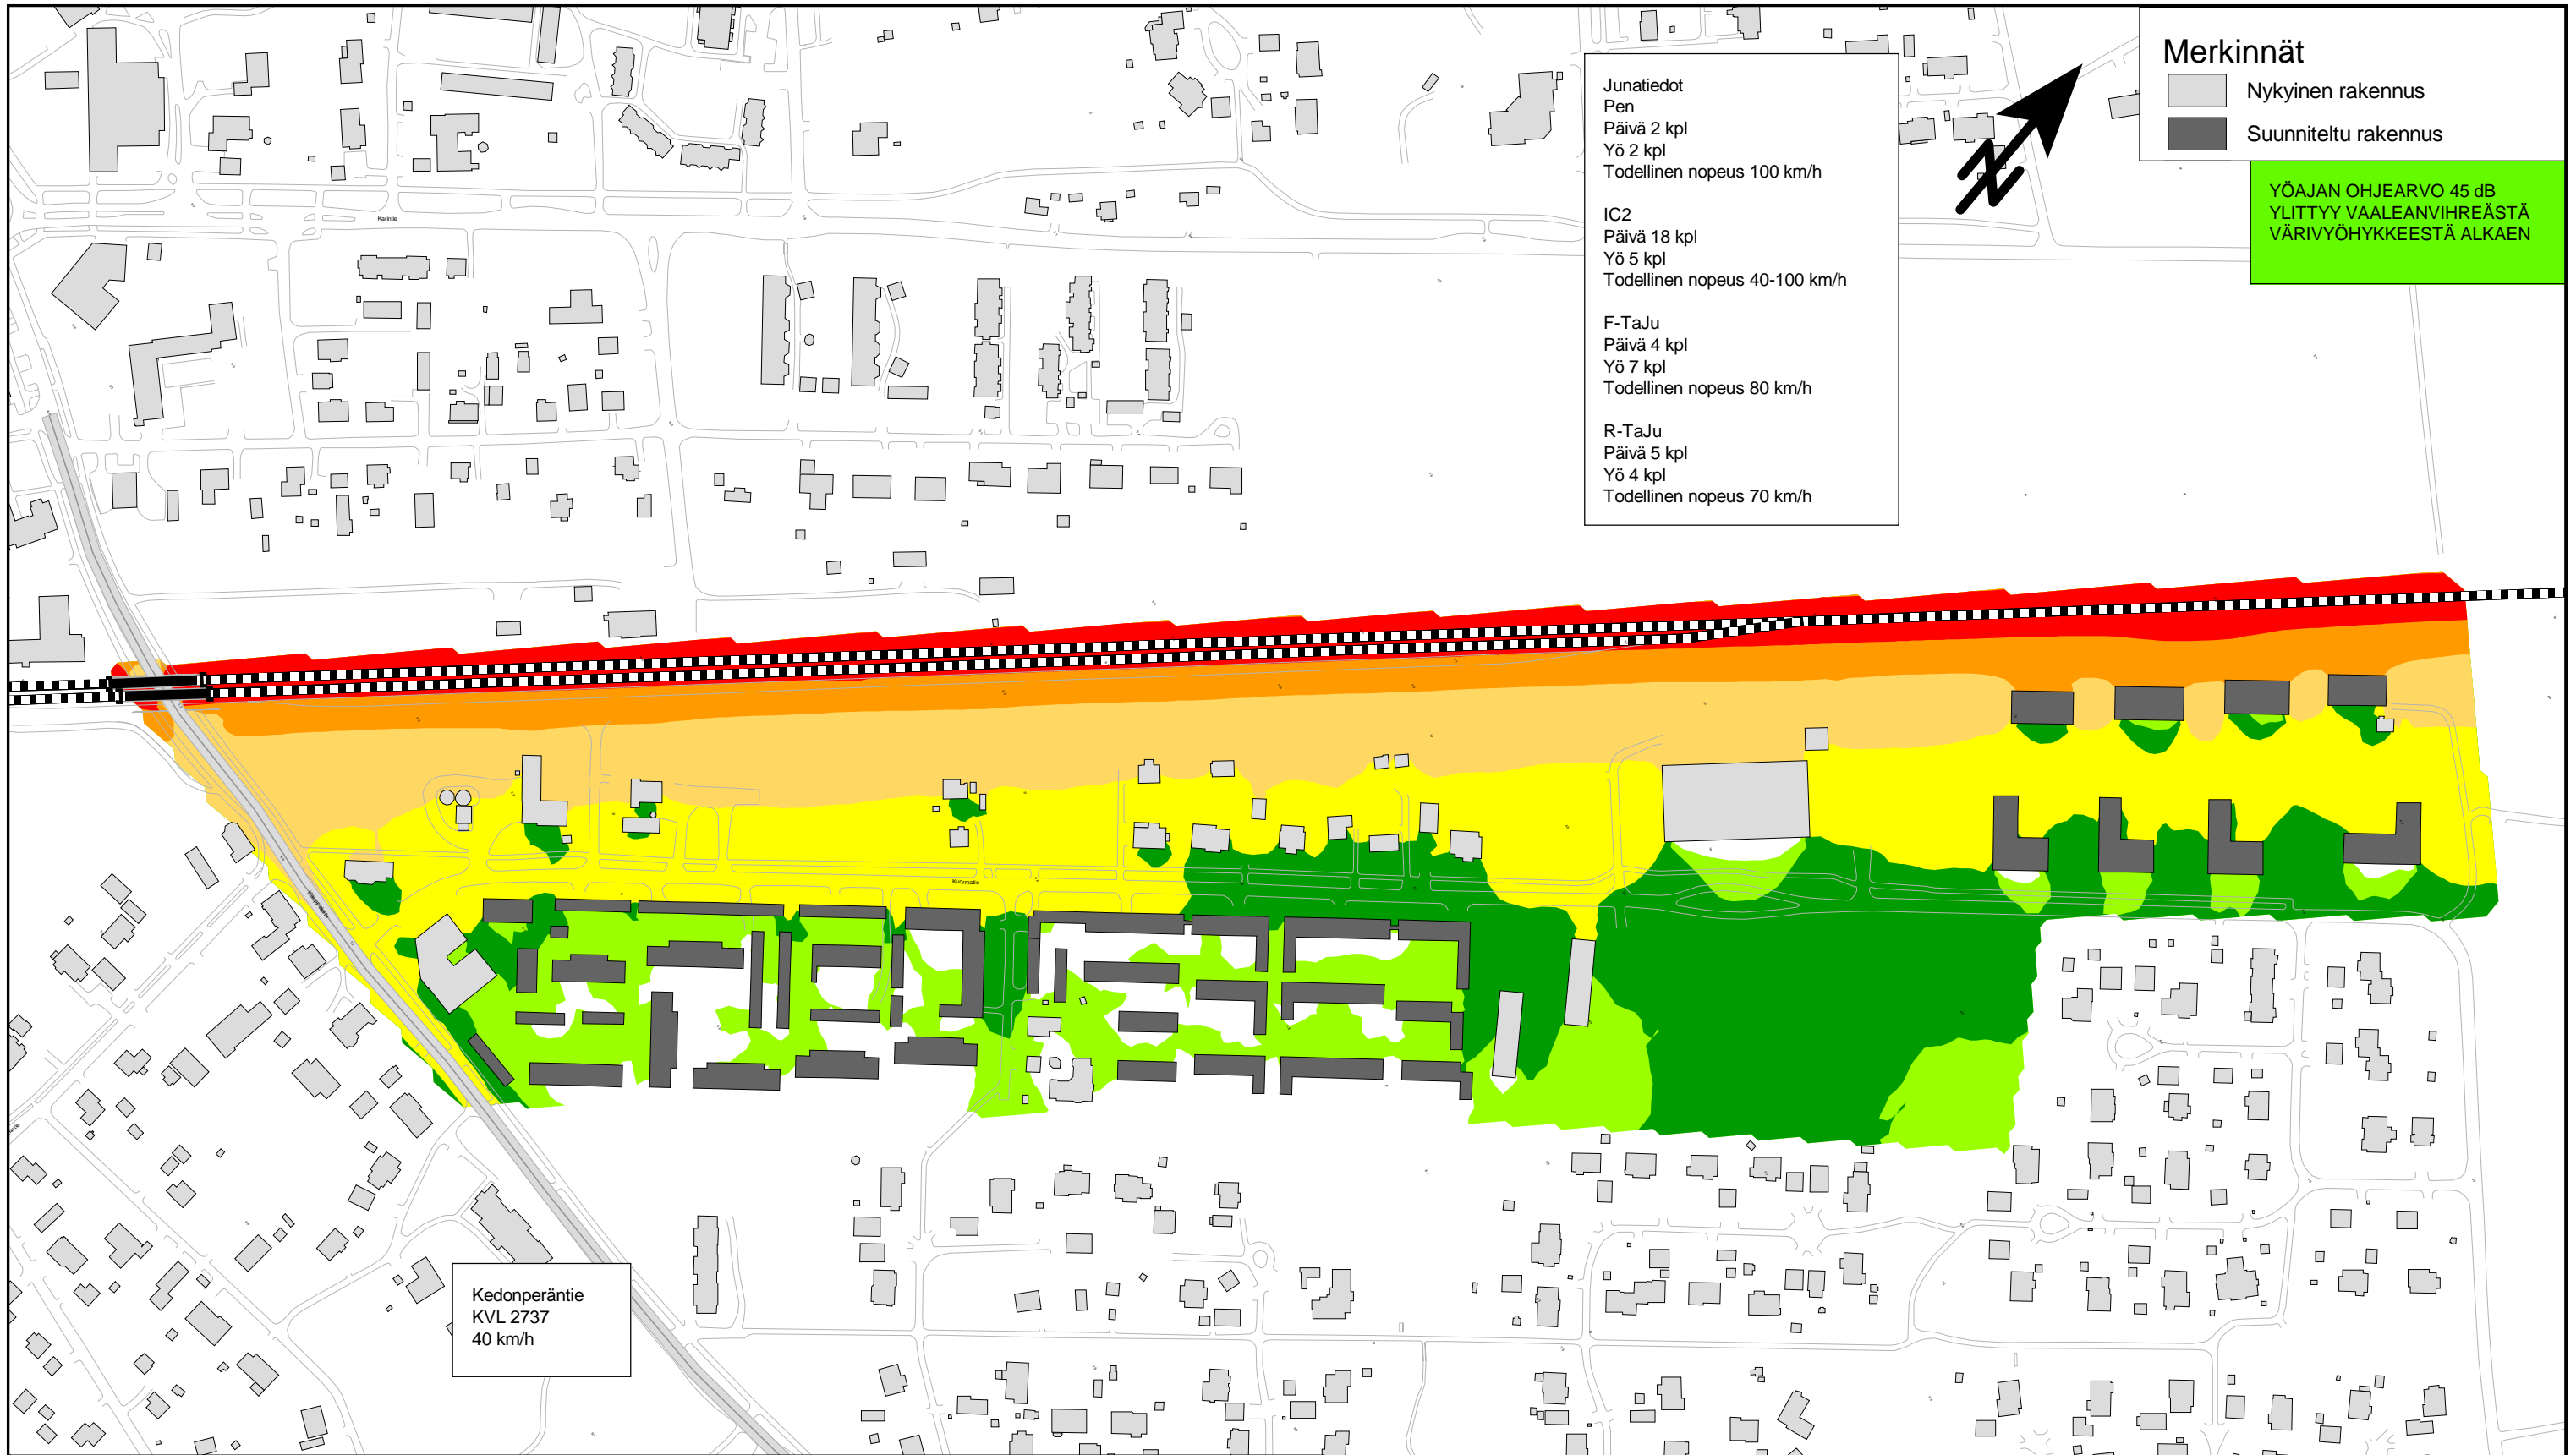 Merkinnät
Nykyinen rakennus
Suunniteltu rakennus
YÖAJAN OHJEARVO 45 dB
YLITTYY VAALEANVIHREÄSTÄ
VÄRIVYÖHYKKEESTÄ ALKAEN
Junatiedot
Pen
Päivä 2 kpl
Yö 2 kpl
Todellinen nopeus 100 km/h
IC2
Päivä 18 kpl
Yö 5 kpl
Todellinen nopeus 40-100 km/h
F-TaJu
Päivä 4 kpl
Yö 7 kpl
Todellinen nopeus 80 km/h
R-TaJu
Päivä 5 kpl
Yö 4 kpl
Todellinen nopeus 70 km/h
Karintie
Kuormatie
Kedonperäntie
KVL 2737
40 km/h